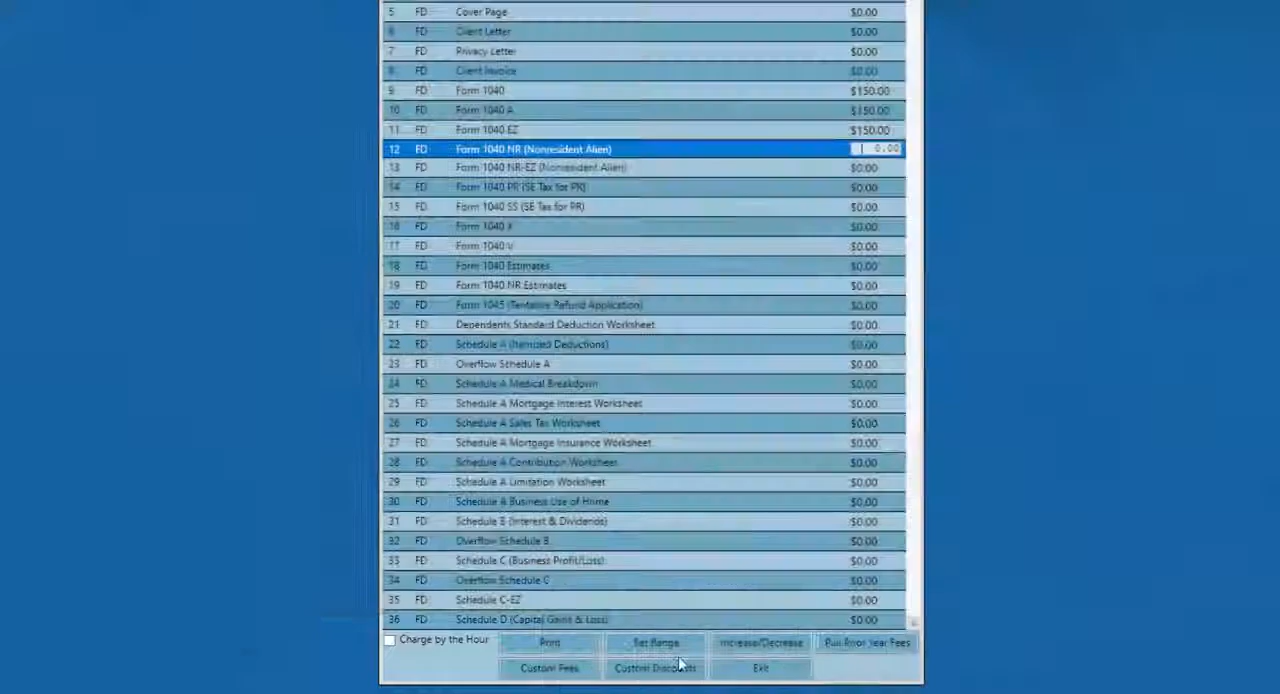 5 FD Cover Page $0.00
6 FD Client Letter $0.00
7 FD Privacy Letter $0.00
8 FD Client Invoice $0.00
9 FD Form 1040 $150.00
10 FD Form 1040 A $150.00
11 FD Form 1040 EZ $150.00
12 FD Form 1040 NR (Nonresident Alien) 0.00
13 FD Form 1040 NR-EZ (Nonresident Alien) $0.00
14 FD Form 1040 PR (SE Tax for PR) $0.00
15 FD Form 1040 SS (SE Tax for PR) $0.00
16 FD Form 1040 X $0.00
17 FD Form 1040 V $0.00
18 FD Form 1040 Estimates $0.00
19 FD Form 1040 NR Estimates $0.00
20 FD Form 1045 (Tentative Refund Application) $0.00
21 FD Dependents Standard Deduction Worksheet $0.00
22 FD Schedule A (Itemized Deductions) $0.00
23 FD Overflow Schedule A $0.00
24 FD Schedule A Medical Breakdown $0.00
25 FD Schedule A Mortgage Interest Worksheet $0.00
26 FD Schedule A Sales Tax Worksheet $0.00
27 FD Schedule A Mortgage Insurance Worksheet $0.00
28 FD Schedule A Contribution Worksheet $0.00
29 FD Schedule A Limitation Worksheet $0.00
30 FD Schedule A Business Use of Home $0.00
31 FD Schedule B (Interest & Dividends) $0.00
32 FD Overflow Schedule B $0.00
33 FD Schedule C (Business Profit/Loss) $0.00
34 FD Overflow Schedule C $0.00
35 FD Schedule C-EZ $0.00
36 FD Schedule D (Capital Gains & Loss) $0.00
Charge by the Hour Print Set Range Increase/Decrease Pull Prior Year Fees
Custom Fees Custom Discounts Exit